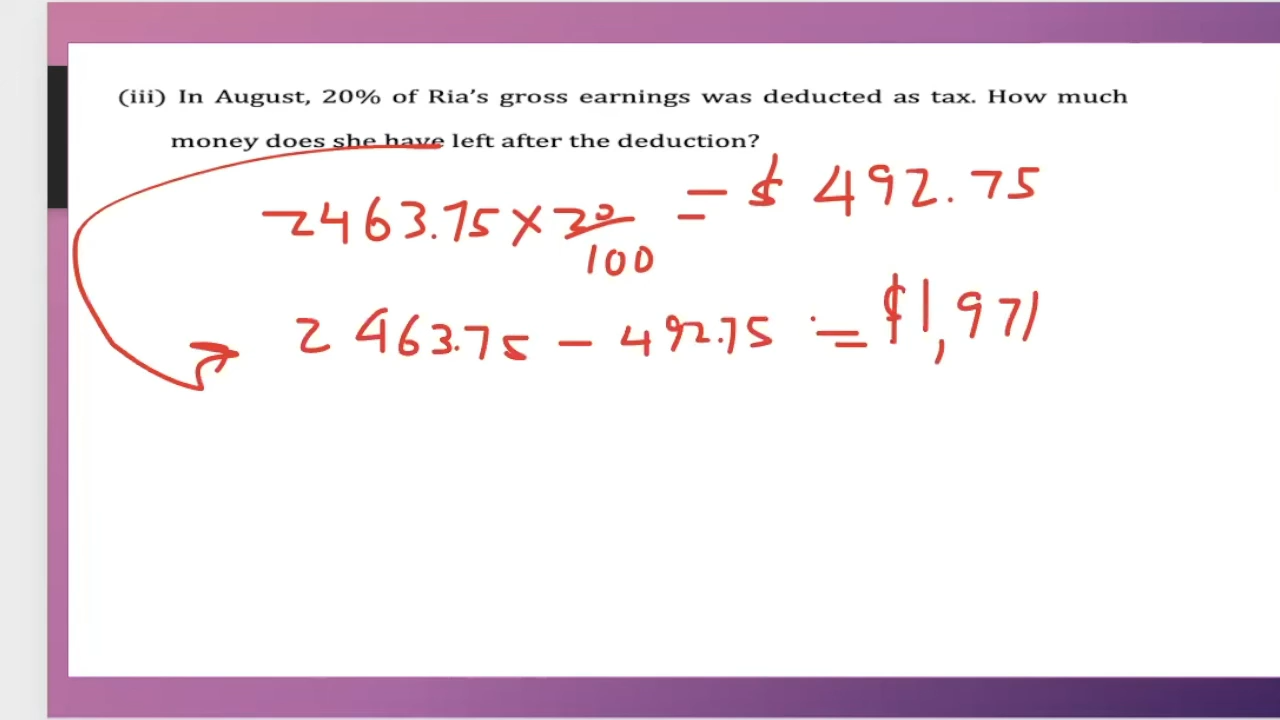 (iii) In August, 20% of Ria's gross earnings was deducted as tax. How much
money does she have left after the deduction?
2463.75 × 20/100 = $ 492.75
2463.75 - 492.75 = $1,971